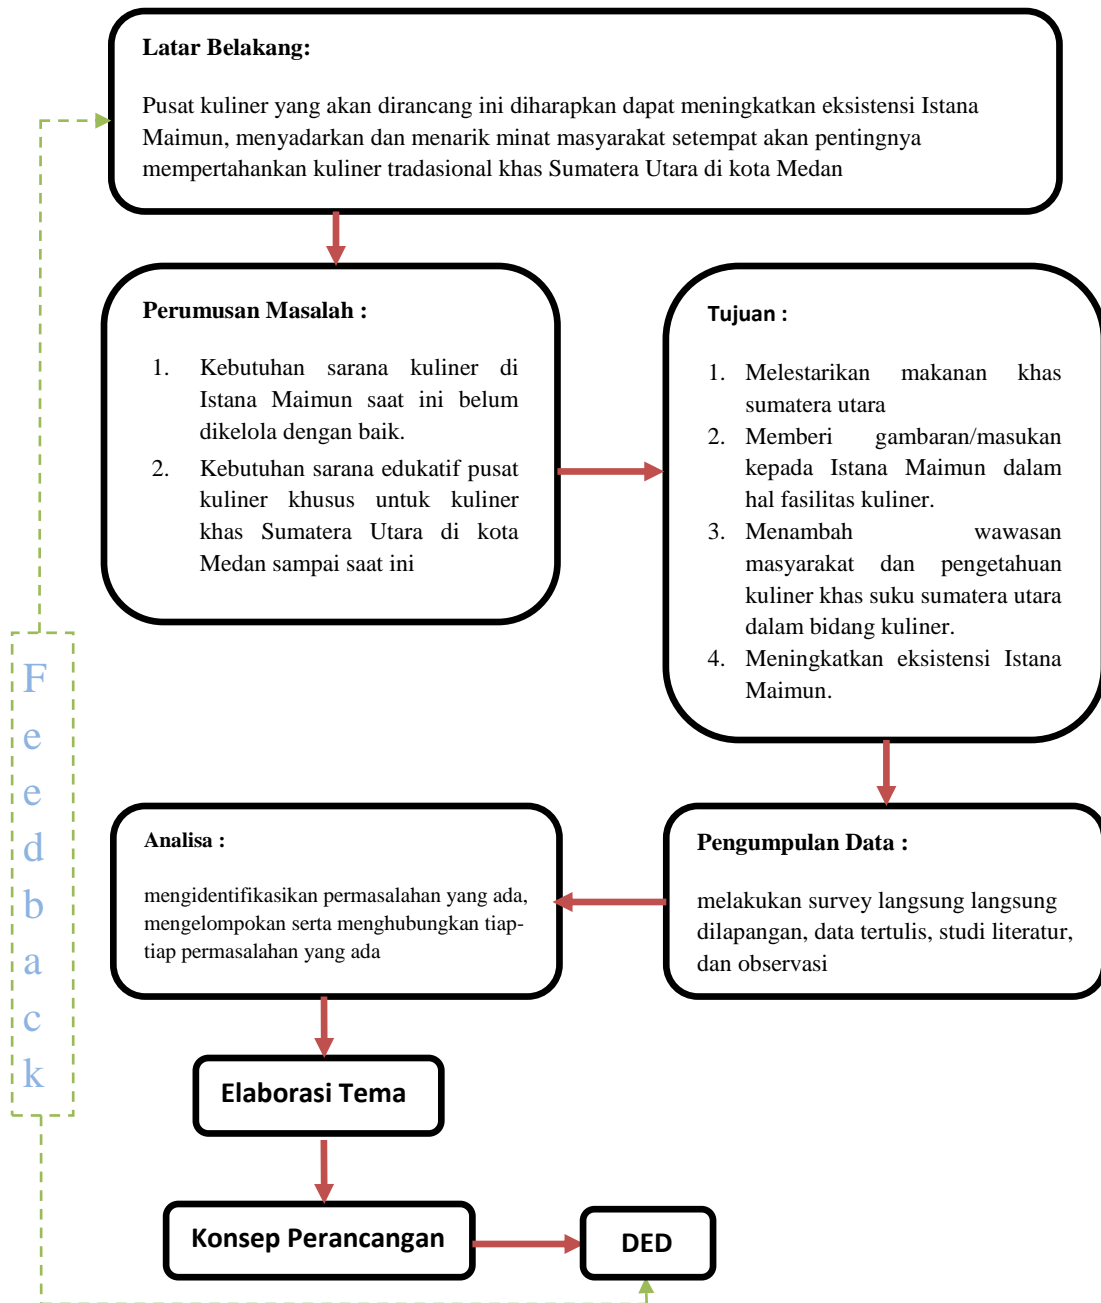 Latar Belakang:
Pusat kuliner yang akan dirancang ini diharapkan dapat meningkatkan eksistensi Istana
Maimun, menyadarkan dan menarik minat masyarakat setempat akan pentingnya
mempertahankan kuliner tradasional khas Sumatera Utara di kota Medan
Perumusan Masalah :
1. Kebutuhan sarana kuliner di
Istana Maimun saat ini belum
dikelola dengan baik.
2. Kebutuhan sarana edukatif pusat
kuliner khusus untuk kuliner
khas Sumatera Utara di kota
Medan sampai saat ini
Tujuan :
1. Melestarikan makanan khas
sumatera utara
2. Memberi gambaran/masukan
kepada Istana Maimun dalam
hal fasilitas kuliner.
3. Menambah wawasan
masyarakat dan pengetahuan
kuliner khas suku sumatera utara
dalam bidang kuliner.
4. Meningkatkan eksistensi Istana
Maimun.
Pengumpulan Data :
melakukan survey langsung langsung
dilapangan, data tertulis, studi literatur,
dan observasi
Analisa :
mengidentifikasikan permasalahan yang ada,
mengelompokan serta menghubungkan tiap-
tiap permasalahan yang ada
Elaborasi Tema
Konsep Perancangan
DED
F
e
e
d
b
a
c
k